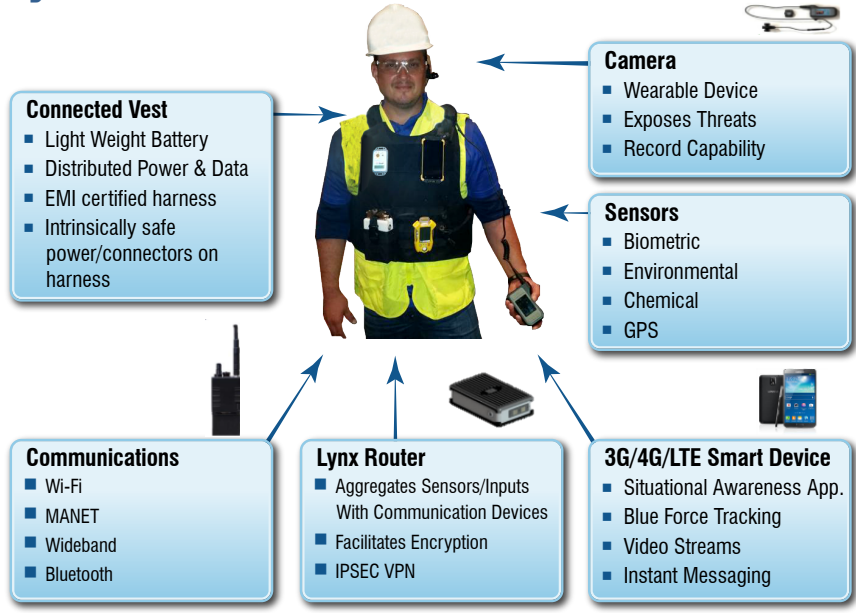 Camera
Wearable Device
Exposes Threats
Record Capability
Connected Vest
Light Weight Battery
Distributed Power & Data
EMI certified harness
Intrinsically safe
power/connectors on
harness
Sensors
Biometric
Environmental
Chemical
GPS
Communications
Wi-Fi
MANET
Wideband
Bluetooth
Lynx Router
Aggregates Sensors/Inputs
With Communication Devices
Facilitates Encryption
IPSEC VPN
3G/4G/LTE Smart Device
Situational Awareness App.
Blue Force Tracking
Video Streams
Instant Messaging